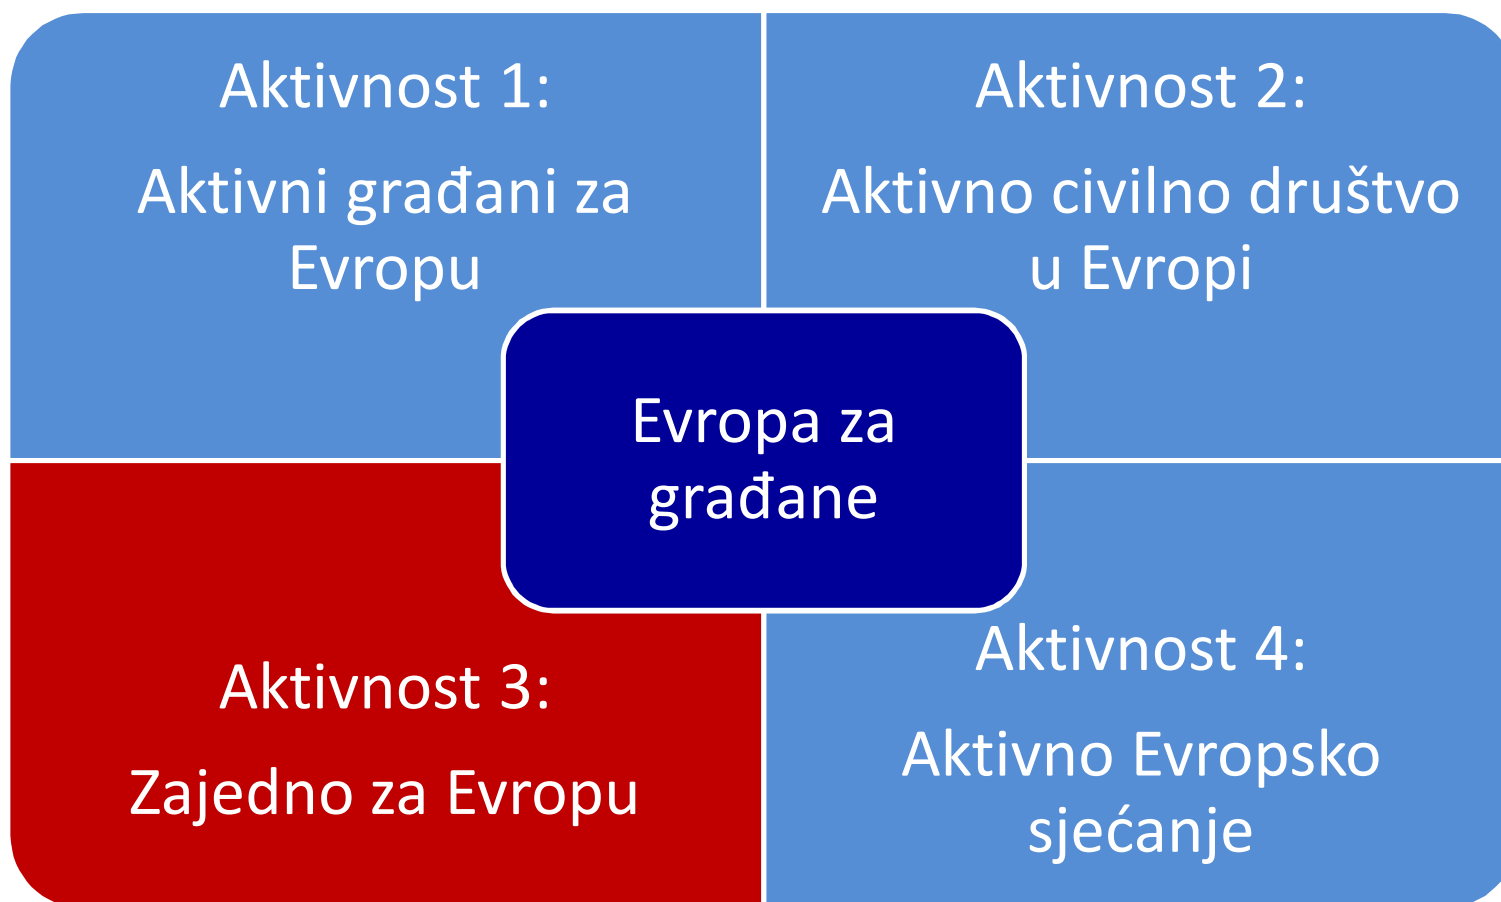 Aktivnost 1:
Aktivni građani za
Evropu
Aktivnost 2:
Aktivno civilno društvo
u Evropi
Evropa za
građane
Aktivnost 3:
Zajedno za Evropu
Aktivnost 4:
Aktivno Evropsko
sjećanje